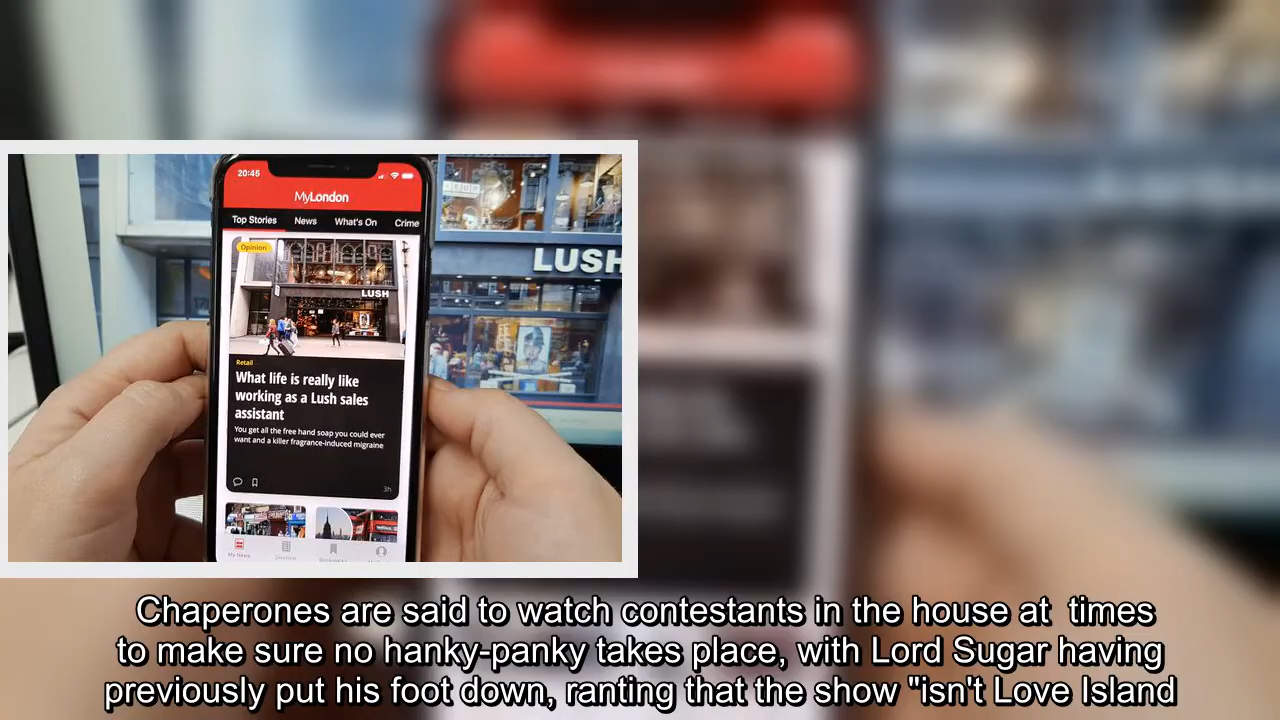 20:45
MyLondon
Top Stories News What's On Crime
Opinion
LUSH
LUSH
Retail
What life is really like
working as a Lush sales
assistant
You get all the free hand soap you could ever
want and a killer fragrance-induced migraine
3h
My News
Chaperones are said to watch contestants in the house at times
to make sure no hanky-panky takes place, with Lord Sugar having
previously put his foot down, ranting that the show "isn't Love Island